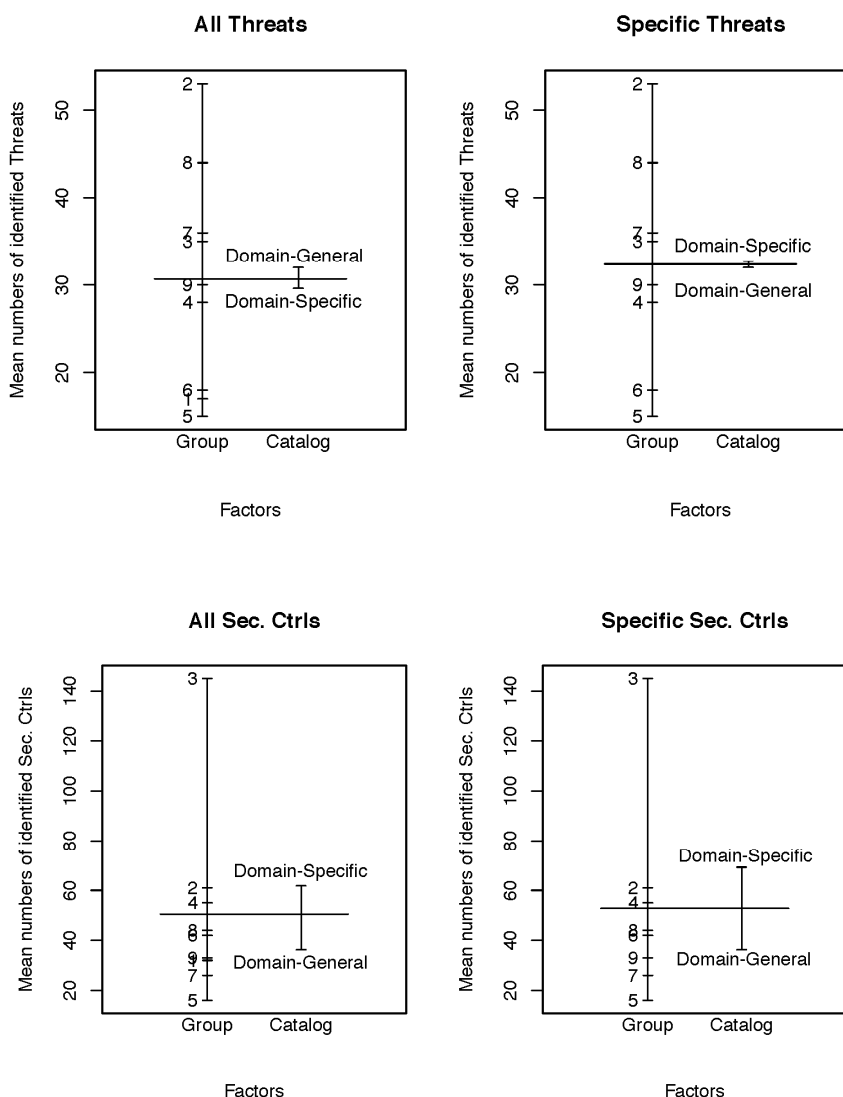 All Threats
Mean numbers of identified Threats
50
40
30
20
2
8
7
3
9
4
6
1
5
Domain-General
Domain-Specific
Group Catalog
Factors
Specific Threats
Mean numbers of identified Threats
50
40
30
20
2
8
7
3
9
4
6
5
Domain-Specific
Domain-General
Group Catalog
Factors
All Sec. Ctrls
Mean numbers of identified Sec. Ctrls
140
120
100
80
60
40
20
3
2
4
8
6
9
1
7
5
Domain-Specific
Domain-General
Group Catalog
Factors
Specific Sec. Ctrls
Mean numbers of identified Sec. Ctrls
140
120
100
80
60
40
20
3
2
4
8
6
9
7
5
Domain-Specific
Domain-General
Group Catalog
Factors